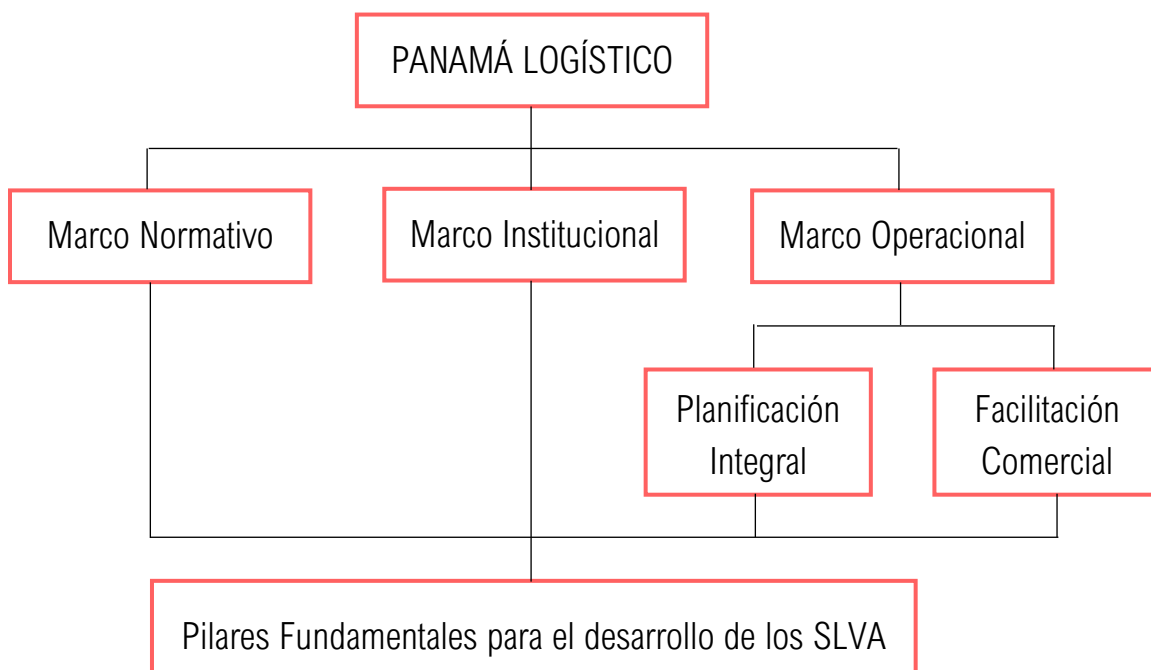 PANAMÁ LOGÍSTICO
Marco Normativo
Marco Institucional
Marco Operacional
Planificación
Integral
Facilitación
Comercial
Pilares Fundamentales para el desarrollo de los SLVA